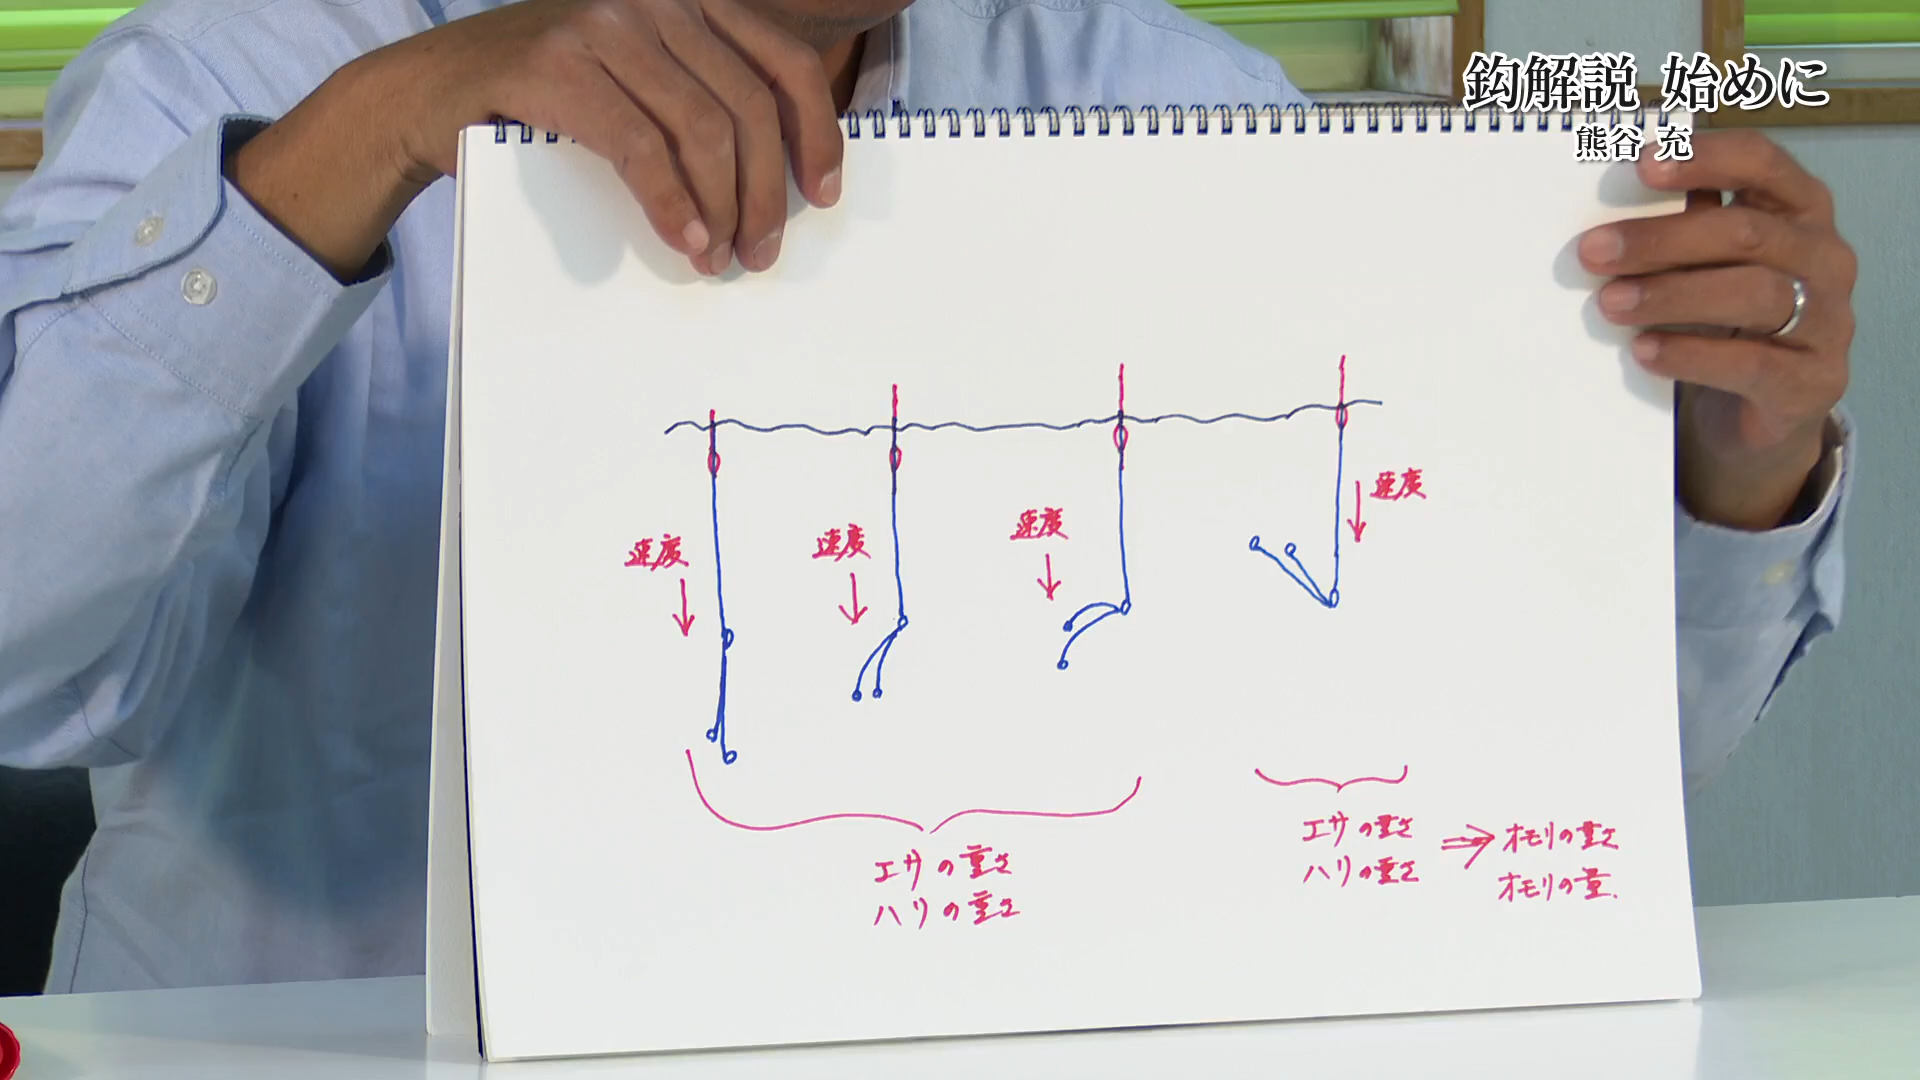 鈎解説 始めに
熊谷 充
速度
速度
速度
速度
エサの重さ
ハリの重さ
エサの重さ ⇒ オモリの重さ
ハリの重さ オモリの量.